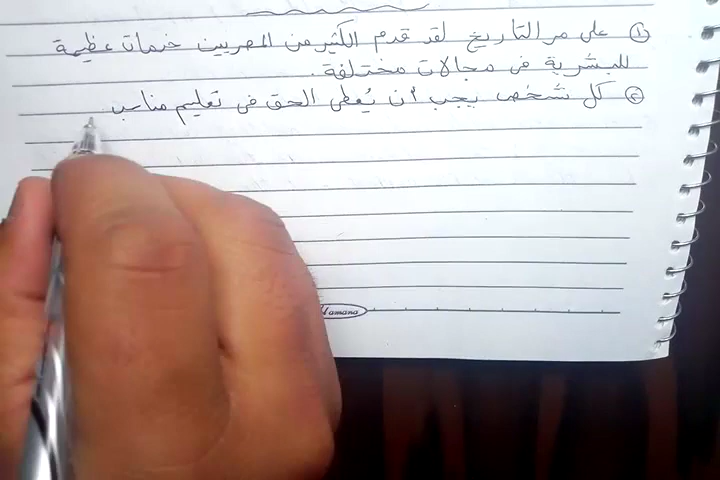 ① على مر التاريخ لقد قدم الكثير من المصريين خدمات عظيمة
للبشرية في مجالات مختلفة.
② كل شخص يجب أن يُعطى الحق في تعليم مناسب